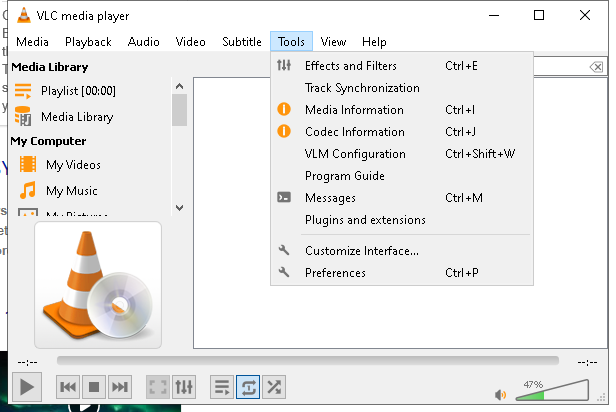 VLC media player
Media Playback Audio Video Subtitle Tools View Help
Media Library
Playlist [00:00]
Media Library
My Computer
My Videos
My Music
My Pictures
Effects and Filters Ctrl+E
Track Synchronization
Media Information Ctrl+I
Codec Information Ctrl+J
VLM Configuration Ctrl+Shift+W
Program Guide
Messages Ctrl+M
Plugins and extensions
Customize Interface...
Preferences Ctrl+P
--:-- --:--
47%